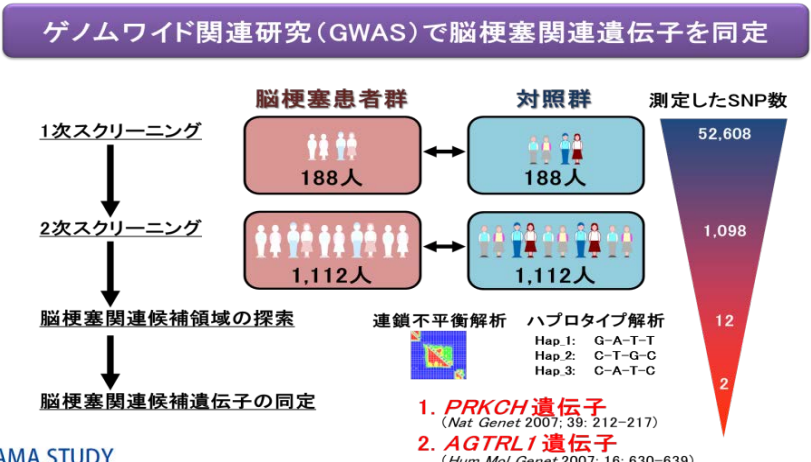 ゲノムワイド関連研究(GWAS)で脳梗塞関連遺伝子を同定
脳梗塞患者群
対照群
測定したSNP数
1次スクリーニング
188人
188人
52,608
2次スクリーニング
1,112人
1,112人
1,098
脳梗塞関連候補領域の探索
連鎖不平衡解析
ハプロタイプ解析
Hap_1: G-A-T-T
Hap_2: C-T-G-C
Hap_3: C-A-T-C
12
脳梗塞関連候補遺伝子の同定
2
1. PRKCH 遺伝子
(Nat Genet 2007; 39: 212-217)
2. AGTRL1 遺伝子
(Hum Mol Genet 2007; 16: 630-639)
AMA STUDY